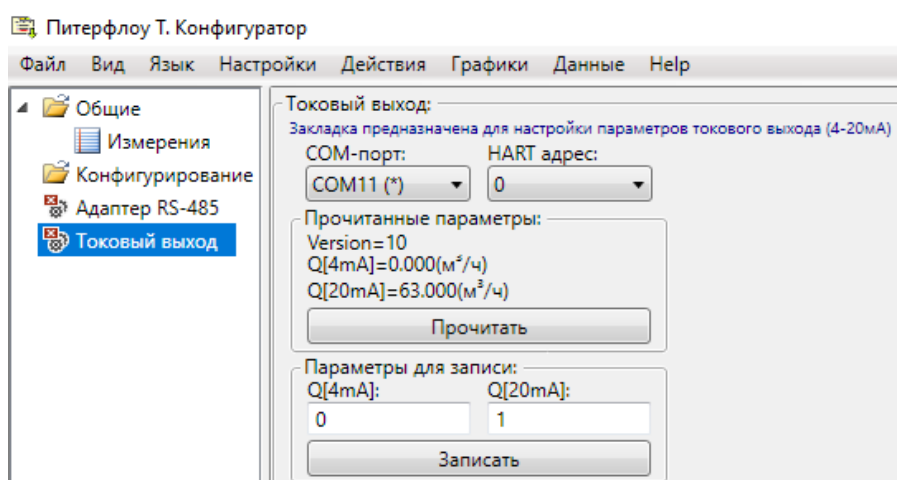 Питерфлоу Т. Конфигуратор
Файл Вид Язык Настройки Действия Графики Данные Help
Общие
Измерения
Конфигурирование
Адаптер RS-485
Токовый выход
Токовый выход:
Закладка предназначена для настройки параметров токового выхода (4-20мА)
COM-порт: HART адрес:
COM11 (*) 0
Прочитанные параметры:
Version=10
Q[4mA]=0.000(м³/ч)
Q[20mA]=63.000(м³/ч)
Прочитать
Параметры для записи:
Q[4mA]: Q[20mA]:
0 1
Записать